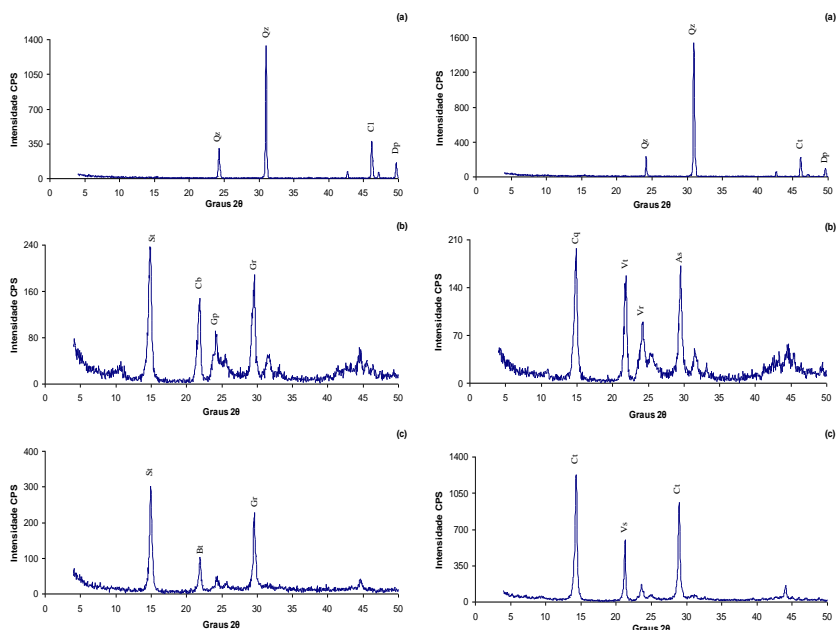 (a)
Intensidade CPS
1400
1050
700
350
0
Qz
Qz
Cl
Dp
0 5 10 15 20 25 30 35 40 45 50
Graus 2θ
(a)
Intensidade CPS
1600
1200
800
400
0
Qz
Qz
Ct
Dp
0 5 10 15 20 25 30 35 40 45 50
Graus 2θ
(b)
Intensidade CPS
240
160
80
0
St
Cb
Gp
Gr
0 5 10 15 20 25 30 35 40 45 50
Graus 2θ
(b)
Intensidade CPS
210
140
70
0
Cq
Vt
Vr
As
0 5 10 15 20 25 30 35 40 45 50
Graus 2θ
(c)
Intensidade CPS
400
300
200
100
0
St
Bt
Gr
0 5 10 15 20 25 30 35 40 45 50
Graus 2θ
(c)
Intensidade CPS
1400
1050
700
350
0
Ct
Vs
Ct
0 5 10 15 20 25 30 35 40 45 50
Graus 2θ